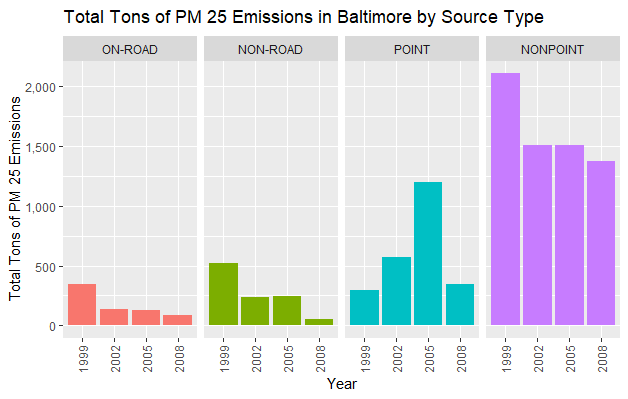 Total Tons of PM 25 Emissions in Baltimore by Source Type
ON-ROAD NON-ROAD POINT NONPOINT
Total Tons of PM 25 Emissions
2,000
1,500
1,000
500
0
1999 2002 2005 2008 1999 2002 2005 2008 1999 2002 2005 2008 1999 2002 2005 2008
Year